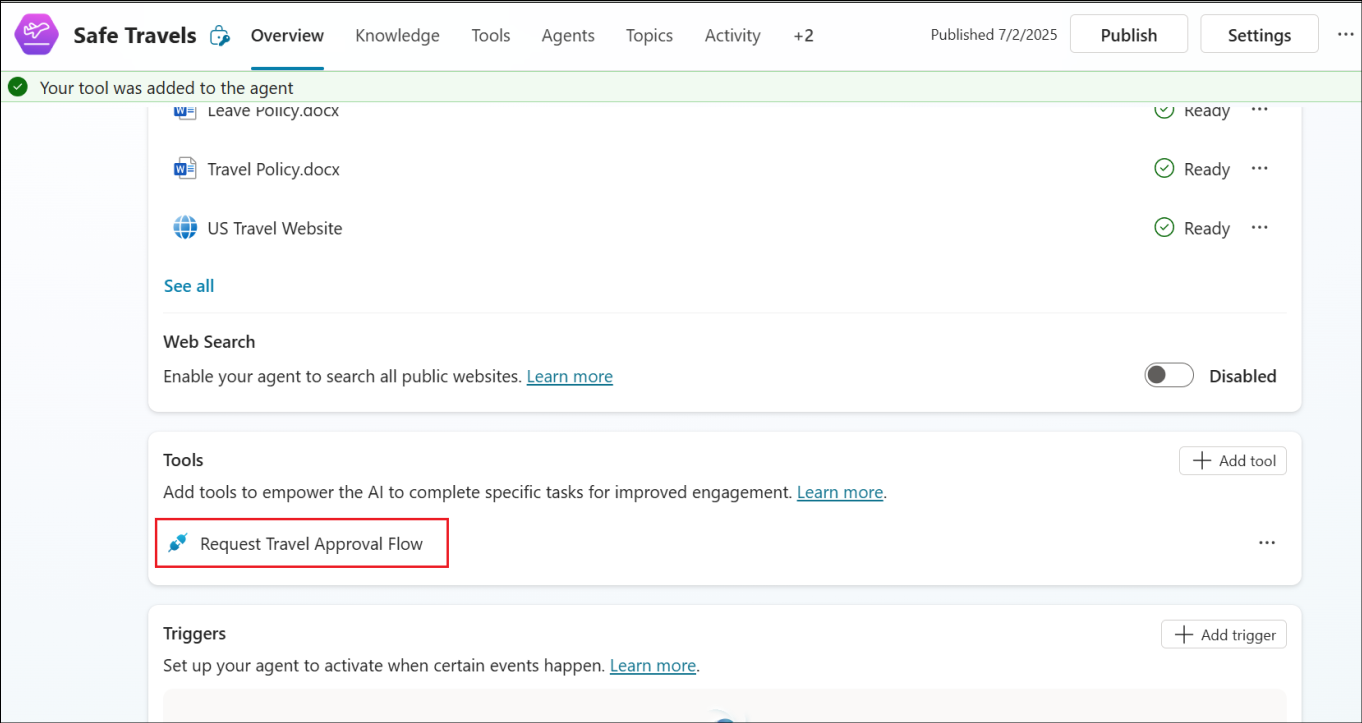 Safe Travels Overview Knowledge Tools Agents Topics Activity +2 Published 7/2/2025 Publish Settings ...
Your tool was added to the agent
Leave Policy.docx Ready ...
Travel Policy.docx Ready ...
US Travel Website Ready ...
See all
Web Search
Enable your agent to search all public websites. Learn more Disabled
Tools + Add tool
Add tools to empower the AI to complete specific tasks for improved engagement. Learn more.
Request Travel Approval Flow ...
Triggers + Add trigger
Set up your agent to activate when certain events happen. Learn more.